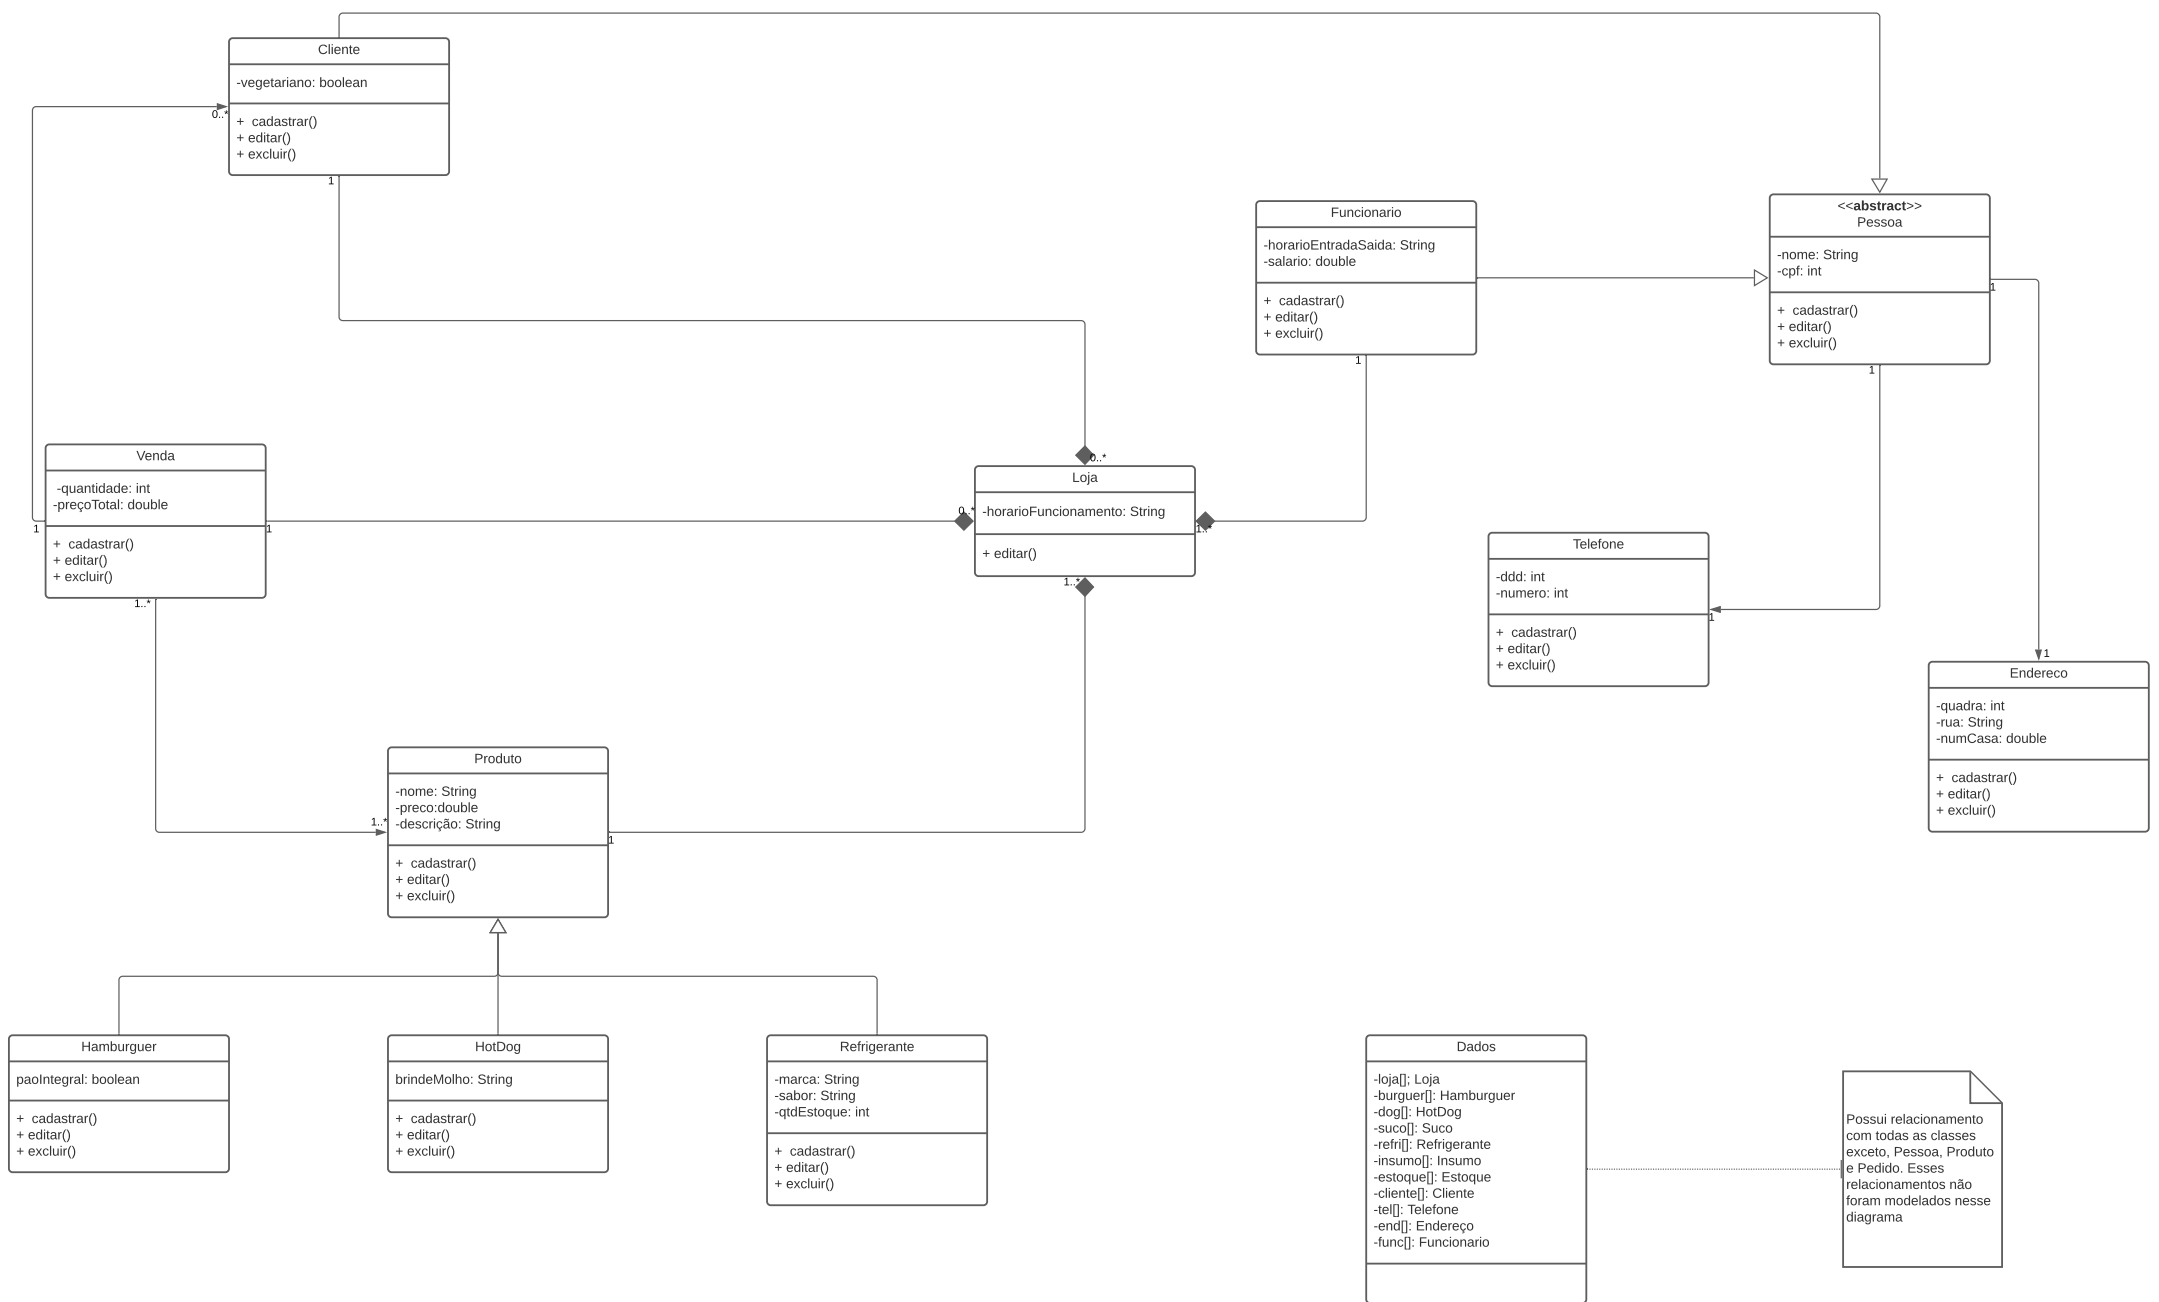 Cliente
-vegetariano: boolean
+  cadastrar()
+ editar()
+ excluir()
0..*
1
Funcionario
-horarioEntradaSaida: String
-salario: double
+  cadastrar()
+ editar()
+ excluir()
1
<<abstract>>
Pessoa
-nome: String
-cpf: int
+  cadastrar()
+ editar()
+ excluir()
1
1
Venda
-quantidade: int
-preçoTotal: double
+  cadastrar()
+ editar()
+ excluir()
1
1
1..*
Loja
-horarioFuncionamento: String
+ editar()
0..*
0..*
1..*
1..*
Telefone
-ddd: int
-numero: int
+  cadastrar()
+ editar()
+ excluir()
1
Endereco
-quadra: int
-rua: String
-numCasa: double
+  cadastrar()
+ editar()
+ excluir()
1
Produto
-nome: String
-preco:double
-descrição: String
+  cadastrar()
+ editar()
+ excluir()
1..*
1
Hamburguer
paoIntegral: boolean
+  cadastrar()
+ editar()
+ excluir()
HotDog
brindeMolho: String
+  cadastrar()
+ editar()
+ excluir()
Refrigerante
-marca: String
-sabor: String
-qtdEstoque: int
+  cadastrar()
+ editar()
+ excluir()
Dados
-loja[]; Loja
-burguer[]: Hamburguer
-dog[]: HotDog
-suco[]: Suco
-refri[]: Refrigerante
-insumo[]: Insumo
-estoque[]: Estoque
-cliente[]: Cliente
-tel[]: Telefone
-end[]: Endereço
-func[]: Funcionario
Possui relacionamento
com todas as classes
exceto, Pessoa, Produto
e Pedido. Esses
relacionamentos não
foram modelados nesse
diagrama